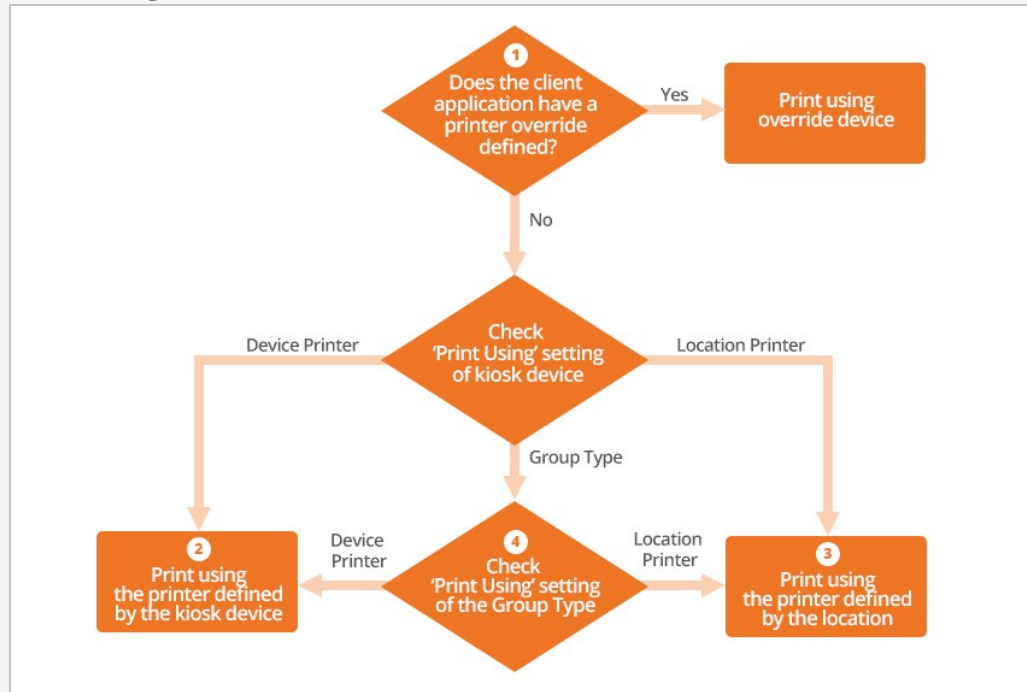 1
Does the client
application have a
printer override
defined?
Yes
Print using
override device
No
Check
‘Print Using’ setting
of kiosk device
Device Printer
Location Printer
Group Type
2
Print using
the printer defined
by the kiosk device
Device
Printer
4
Check
‘Print Using’ setting
of the Group Type
Location
Printer
3
Print using
the printer defined
by the location